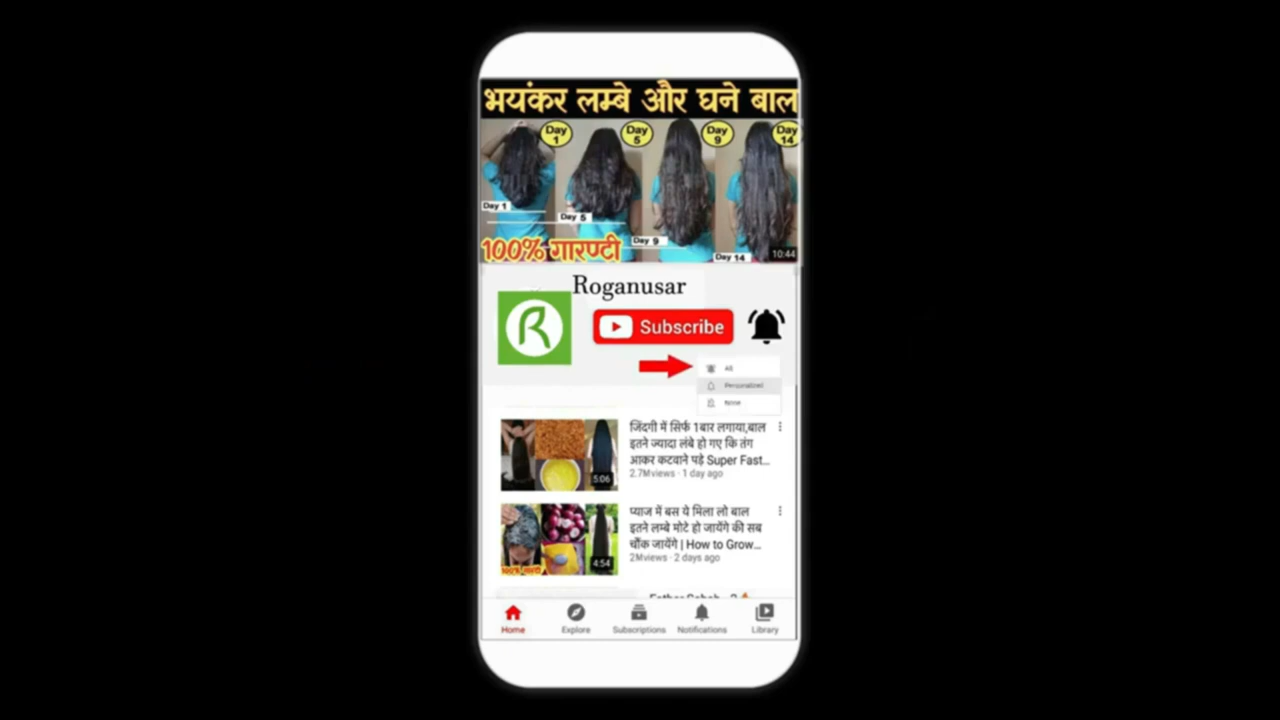 भयंकर लम्बे और घने बाल
Day 1
Day 5
Day 9
Day 14
Day 1
Day 5
Day 9
Day 14
100% गारण्टी
10:44
Roganusar
Subscribe
All
Personalized
None
जिंदगी में सिर्फ 1बार लगाया,बाल
इतने ज्यादा लंबे हो गए कि तंग
आकर कटवाने पड़े Super Fast...
2.7Mviews · 1 day ago
5:06
प्याज में बस ये मिला लो बाल
इतने लम्बे मोटे हो जायेंगे की सब
चौंक जायेंगे | How to Grow...
2Mviews · 2 days ago
100% गारण्टी
4:54
Home
Explore
Subscriptions
Notifications
Library